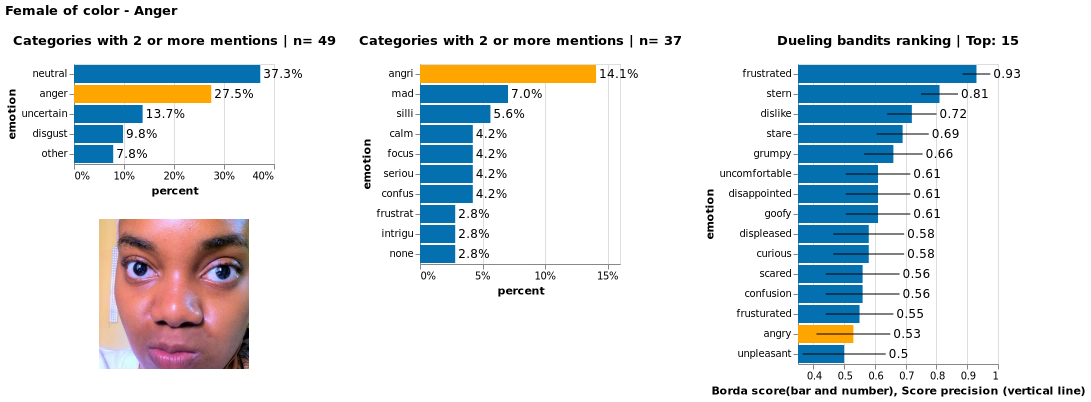 Female of color - Anger
Categories with 2 or more mentions | n= 49
emotion
neutral 37.3%
anger 27.5%
uncertain 13.7%
disgust 9.8%
other 7.8%
0% 10% 20% 30% 40%
percent
Categories with 2 or more mentions | n= 37
emotion
angri 14.1%
mad 7.0%
silli 5.6%
calm 4.2%
focus 4.2%
seriou 4.2%
confus 4.2%
frustrat 2.8%
intrigu 2.8%
none 2.8%
0% 5% 10% 15%
percent
Dueling bandits ranking | Top: 15
emotion
frustrated 0.93
stern 0.81
dislike 0.72
stare 0.69
grumpy 0.66
uncomfortable 0.61
disappointed 0.61
goofy 0.61
displeased 0.58
curious 0.58
scared 0.56
confusion 0.56
frusturated 0.55
angry 0.53
unpleasant 0.5
0.4 0.5 0.6 0.7 0.8 0.9 1
Borda score(bar and number), Score precision (vertical line)